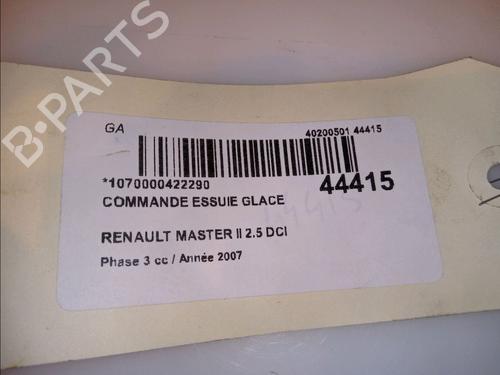 GA
40200501 44415
*1070000422290
44415
COMMANDE ESSUIE GLACE
44415
RENAULT MASTER II 2.5 DCI
Phase 3 cc / Année 2007
B-PARTS